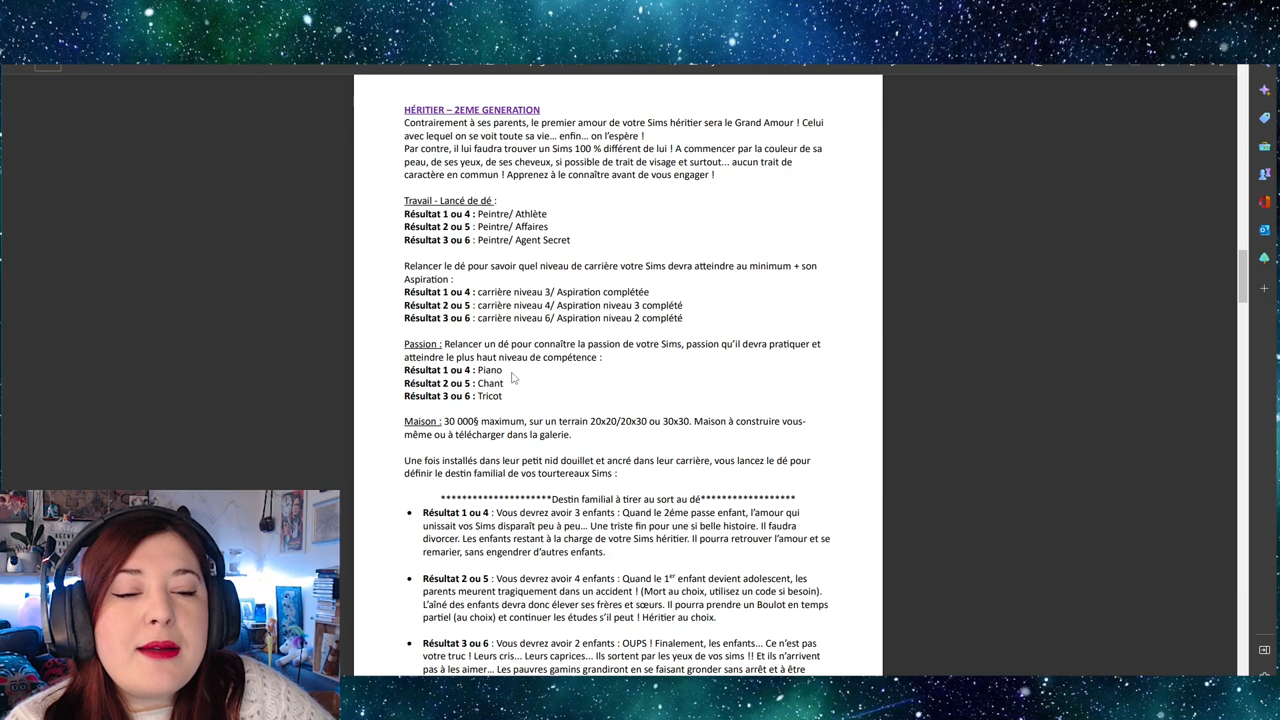 HÉRITIER – 2EME GENERATION
Contrairement à ses parents, le premier amour de votre Sims héritier sera le Grand Amour ! Celui
avec lequel on se voit toute sa vie… enfin… on l'espère !
Par contre, il lui faudra trouver un Sims 100 % différent de lui ! A commencer par la couleur de sa
peau, de ses yeux, de ses cheveux, si possible de trait de visage et surtout... aucun trait de
caractère en commun ! Apprenez à le connaître avant de vous engager !
Travail - Lancé de dé :
Résultat 1 ou 4 : Peintre/ Athlète
Résultat 2 ou 5 : Peintre/ Affaires
Résultat 3 ou 6 : Peintre/ Agent Secret
Relancer le dé pour savoir quel niveau de carrière votre Sims devra atteindre au minimum + son
Aspiration :
Résultat 1 ou 4 : carrière niveau 3/ Aspiration complétée
Résultat 2 ou 5 : carrière niveau 4/ Aspiration niveau 3 complété
Résultat 3 ou 6 : carrière niveau 6/ Aspiration niveau 2 complété
Passion : Relancer un dé pour connaître la passion de votre Sims, passion qu'il devra pratiquer et
atteindre le plus haut niveau de compétence :
Résultat 1 ou 4 : Piano
Résultat 2 ou 5 : Chant
Résultat 3 ou 6 : Tricot
Maison : 30 000§ maximum, sur un terrain 20x20/20x30 ou 30x30. Maison à construire vous-
même ou à télécharger dans la galerie.
Une fois installés dans leur petit nid douillet et ancré dans leur carrière, vous lancez le dé pour
définir le destin familial de vos tourtereaux Sims :
*********************Destin familial à tirer au sort au dé******************
• Résultat 1 ou 4 : Vous devrez avoir 3 enfants : Quand le 2éme passe enfant, l'amour qui
unissait vos Sims disparaît peu à peu… Une triste fin pour une si belle histoire. Il faudra
divorcer. Les enfants restant à la charge de votre Sims héritier. Il pourra retrouver l'amour et se
remarier, sans engendrer d'autres enfants.
• Résultat 2 ou 5 : Vous devrez avoir 4 enfants : Quand le 1er enfant devient adolescent, les
parents meurent tragiquement dans un accident ! (Mort au choix, utilisez un code si besoin).
L'aîné des enfants devra donc élever ses frères et sœurs. Il pourra prendre un Boulot en temps
partiel (au choix) et continuer les études s'il peut ! Héritier au choix.
• Résultat 3 ou 6 : Vous devrez avoir 2 enfants : OUPS ! Finalement, les enfants… Ce n'est pas
votre truc ! Leurs cris… Leurs caprices… Ils sortent par les yeux de vos sims !! Et ils n'arrivent
pas à les aimer… Les pauvres gamins grandiront en se faisant gronder sans arrêt et à être